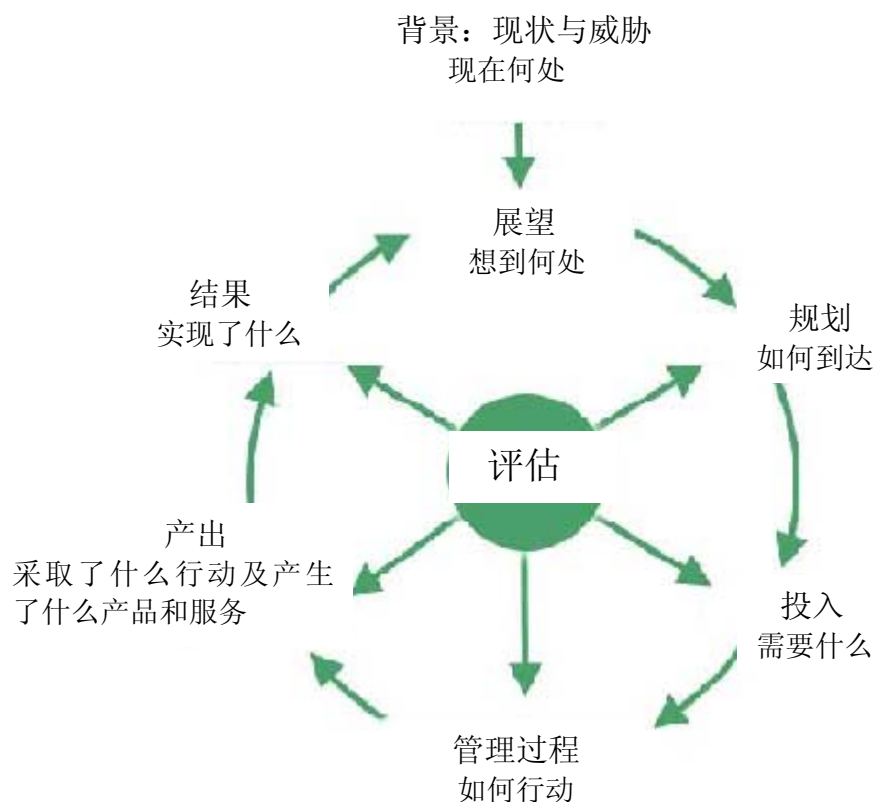 背景：现状与威胁
现在何处
展望
想到何处
规划
如何到达
投入
需要什么
管理过程
如何行动
产出
采取了什么行动及产生
了什么产品和服务
结果
实现了什么
评估